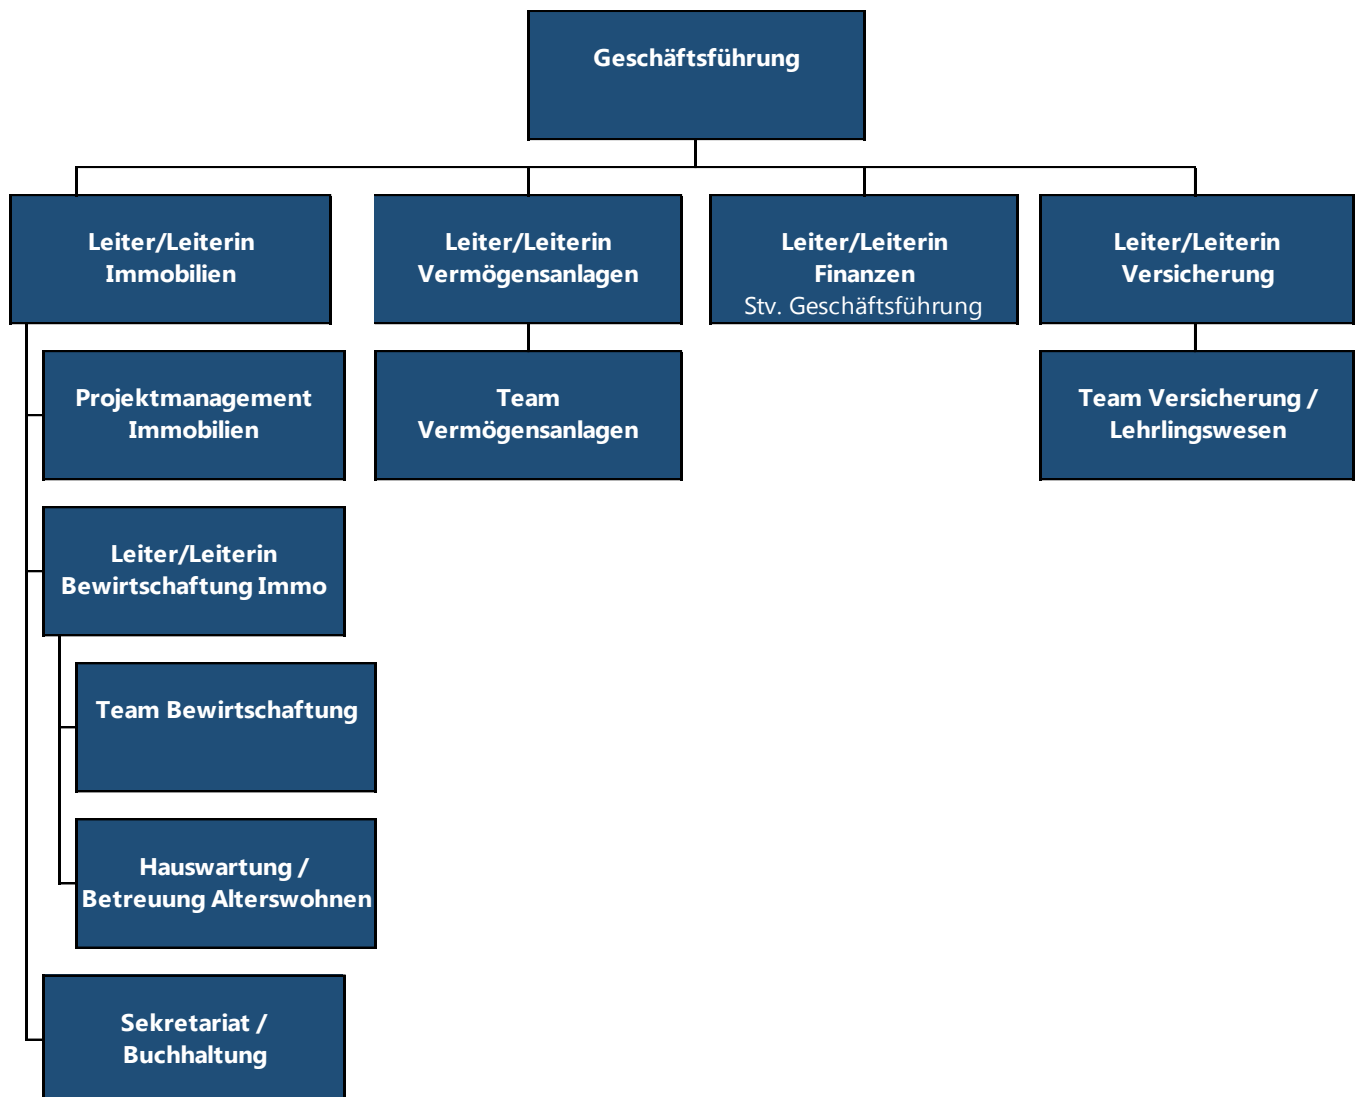 Geschäftsführung
Leiter/Leiterin
Immobilien
Leiter/Leiterin
Vermögensanlagen
Leiter/Leiterin
Finanzen
Stv. Geschäftsführung
Leiter/Leiterin
Versicherung
Projektmanagement
Immobilien
Team
Vermögensanlagen
Team Versicherung /
Lehrlingswesen
Leiter/Leiterin
Bewirtschaftung Immo
Team Bewirtschaftung
Hauswartung /
Betreuung Alterswohnen
Sekretariat /
Buchhaltung